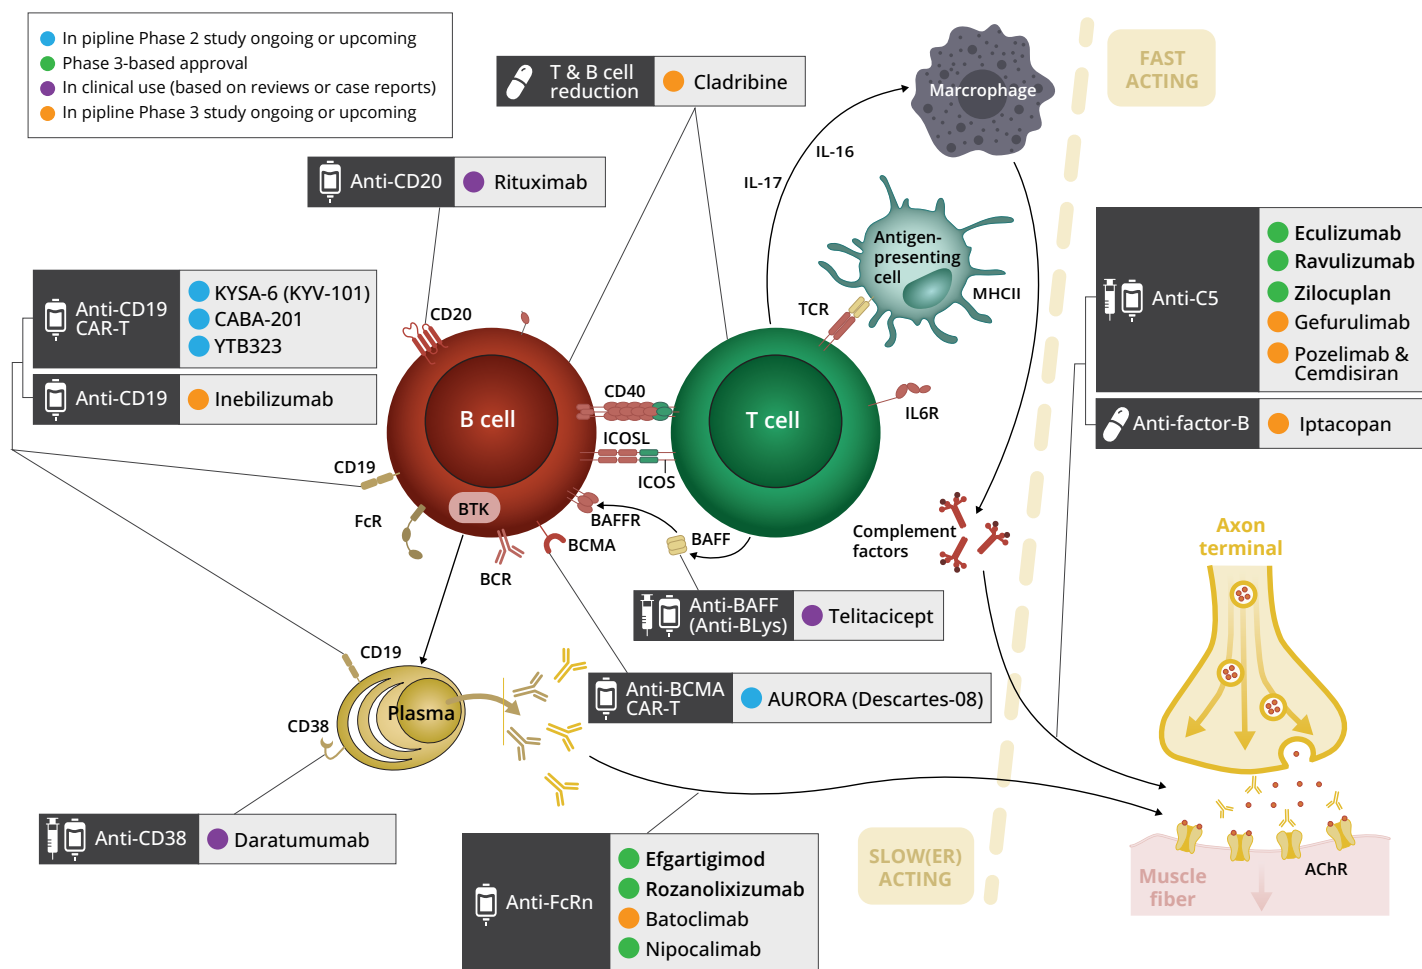 In pipline Phase 2 study ongoing or upcoming
Phase 3-based approval
In clinical use (based on reviews or case reports)
In pipline Phase 3 study ongoing or upcoming
T & B cell
reduction
Cladribine
Marcrophage
FAST
ACTING
IL-16
IL-17
Anti-CD20
Rituximab
Antigen-
presenting
cell
MHCII
TCR
Anti-C5
Eculizumab
Ravulizumab
Zilocuplan
Gefurulimab
Pozelimab &
Cemdisiran
Anti-factor-B
Iptacopan
Anti-CD19
CAR-T
KYSA-6 (KYV-101)
CABA-201
YTB323
Anti-CD19
Inebilizumab
CD20
B cell
CD40
T cell
IL6R
ICOSL
ICOS
CD19
FcR
BTK
BAFFR
BAFF
BCMA
BCR
Complement
factors
Axon
terminal
Anti-BAFF
(Anti-BLys)
Telitacicept
CD19
Plasma
CD38
Anti-BCMA
CAR-T
AURORA (Descartes-08)
Anti-CD38
Daratumumab
Anti-FcRn
Efgartigimod
Rozanolixizumab
Batoclimab
Nipocalimab
SLOW(ER)
ACTING
AChR
Muscle
fiber